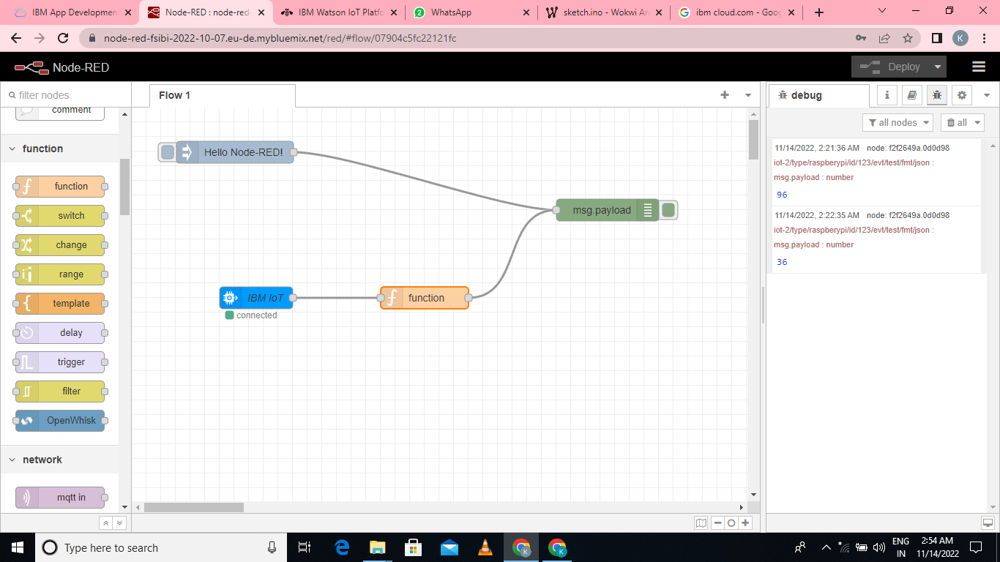 IBM App Developmen
Node-RED : node-red-
IBM Watson IoT Platfo
2
WhatsApp
sketch.ino - Wokwi Ar
ibm cloud.com - Goog
node-red-fsibi-2022-10-07.eu-de.mybluemix.net/red/#flow/07904c5fc22121fc
K
Node-RED
Deploy
filter nodes
Flow 1
debug
i
comment
all nodes
all
function
Hello Node-RED!
11/14/2022, 2:21:36 AM node: f2f2649a.0d0d98
iot-2/type/raspberypi/id/123/evt/test/fmt/json :
msg.payload : number
96
function
switch
msg.payload
11/14/2022, 2:22:35 AM node: f2f2649a.0d0d98
iot-2/type/raspberypi/id/123/evt/test/fmt/json :
msg.payload : number
36
change
range
template
IBM IoT
function
connected
delay
trigger
filter
OpenWhisk
network
mqtt in
Type here to search
K
K
ENG
IN
2:54 AM
11/14/2022